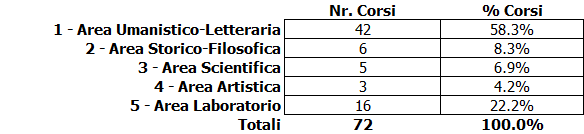 Nr. Corsi % Corsi
1 - Area Umanistico-Letteraria 42 58.3%
2 - Area Storico-Filosofica 6 8.3%
3 - Area Scientifica 5 6.9%
4 - Area Artistica 3 4.2%
5 - Area Laboratorio 16 22.2%
Totali 72 100.0%